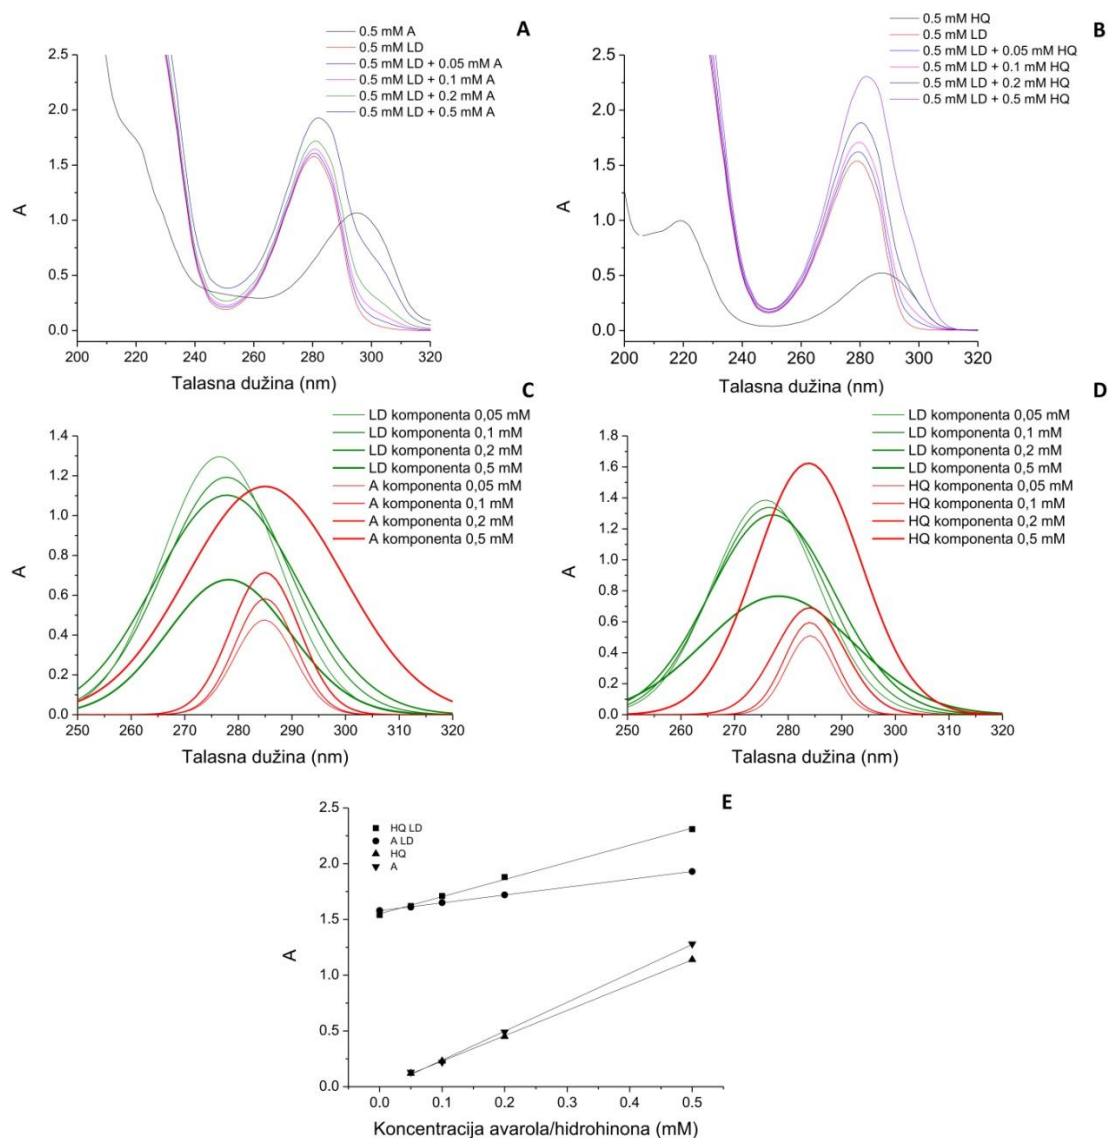 A
0.5 mM A
0.5 mM LD
0.5 mM LD + 0.05 mM A
0.5 mM LD + 0.1 mM A
0.5 mM LD + 0.2 mM A
0.5 mM LD + 0.5 mM A
2.5
2.0
1.5
1.0
0.5
0.0
A
200 220 240 260 280 300 320
Talasna dužina (nm)
B
0.5 mM HQ
0.5 mM LD
0.5 mM LD + 0.05 mM HQ
0.5 mM LD + 0.1 mM HQ
0.5 mM LD + 0.2 mM HQ
0.5 mM LD + 0.5 mM HQ
2.5
2.0
1.5
1.0
0.5
0.0
A
200 220 240 260 280 300 320
Talasna dužina (nm)
C
LD komponenta 0,05 mM
LD komponenta 0,1 mM
LD komponenta 0,2 mM
LD komponenta 0,5 mM
A komponenta 0,05 mM
A komponenta 0,1 mM
A komponenta 0,2 mM
A komponenta 0,5 mM
1.4
1.2
1.0
0.8
0.6
0.4
0.2
0.0
A
250 260 270 280 290 300 310 320
Talasna dužina (nm)
D
LD komponenta 0,05 mM
LD komponenta 0,1 mM
LD komponenta 0,2 mM
LD komponenta 0,5 mM
HQ komponenta 0,05 mM
HQ komponenta 0,1 mM
HQ komponenta 0,2 mM
HQ komponenta 0,5 mM
1.8
1.6
1.4
1.2
1.0
0.8
0.6
0.4
0.2
0.0
A
250 260 270 280 290 300 310 320
Talasna dužina (nm)
E
HQ LD
A LD
HQ
A
2.5
2.0
1.5
1.0
0.5
0.0
A
0.0 0.1 0.2 0.3 0.4 0.5
Koncentracija avarola/hidrohinona (mM)